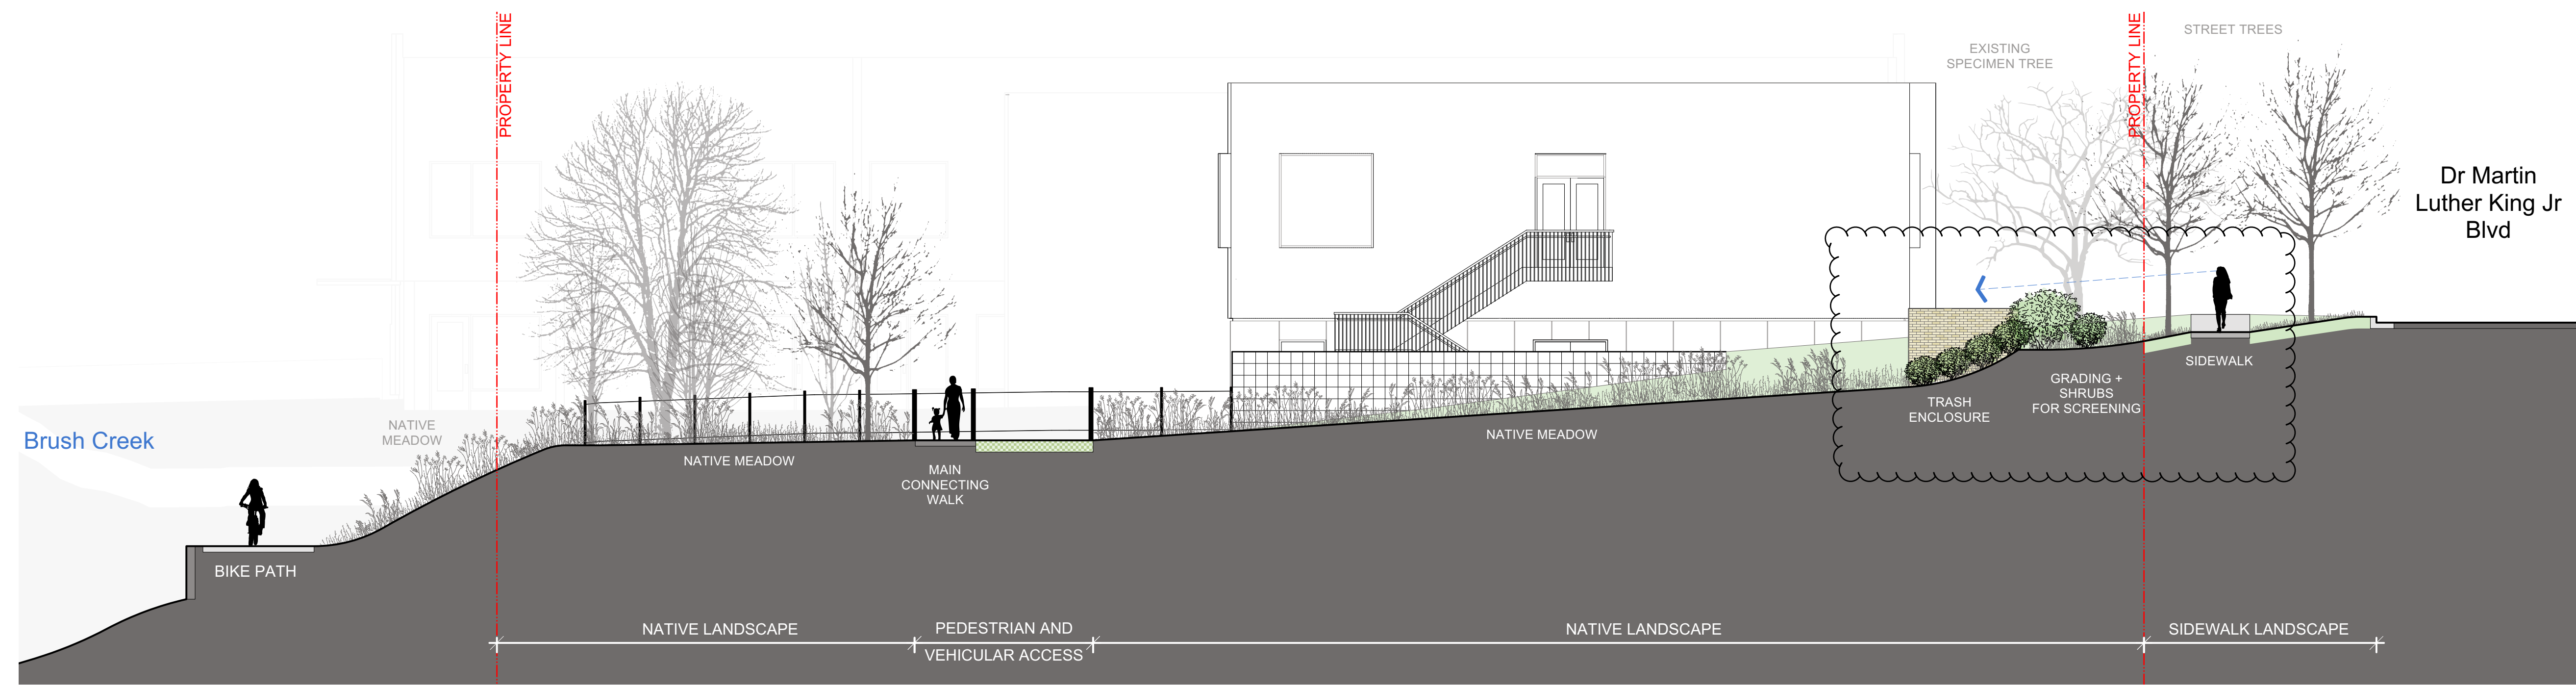 PROPERTY LINE
PROPERTY LINE
STREET TREES
EXISTING
SPECIMEN TREE
Dr Martin
Luther King Jr
Blvd
Brush Creek
NATIVE
MEADOW
NATIVE MEADOW
MAIN
CONNECTING
WALK
NATIVE MEADOW
TRASH
ENCLOSURE
GRADING +
SHRUBS
FOR SCREENING
SIDEWALK
BIKE PATH
NATIVE LANDSCAPE
PEDESTRIAN AND
VEHICULAR ACCESS
NATIVE LANDSCAPE
SIDEWALK LANDSCAPE